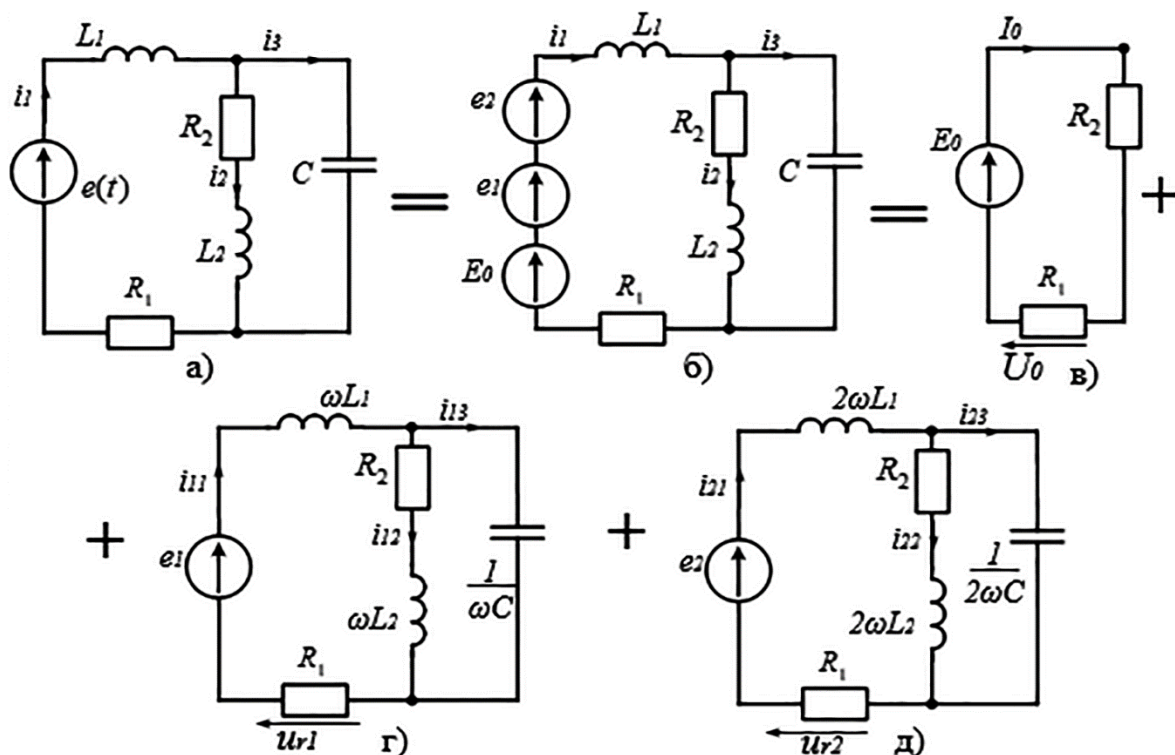 L1 i3 i1 R2 e(t) i2 C L2 R1 а)
=
i1 L1 i3 e2 R2 e1 i2 C E0 L2 R1 б)
=
I0 E0 R2 R1 U0 в)
+
+
ωL1 i13 i11 R2 e1 i12 1/ωC ωL2 R1 ur1 г)
+
2ωL1 i23 i21 R2 e2 i22 1/2ωC 2ωL2 R1 ur2 д)